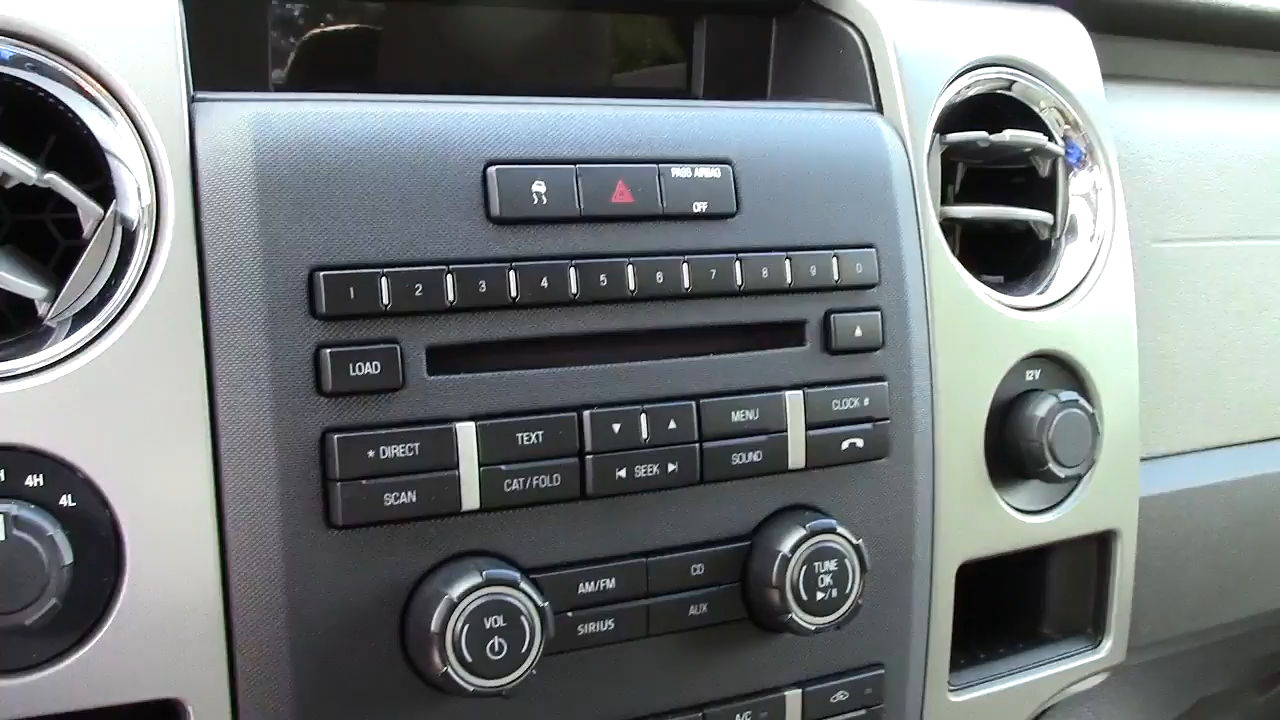 PASS AIRBAG
OFF
1 2 3 4 5 6 7 8 9 0
LOAD
* DIRECT TEXT MENU CLOCK #
SCAN CAT/FOLD SEEK SOUND
12V
4H
4L
AM/FM CD
SIRIUS AUX
VOL
TUNE
OK
A/C